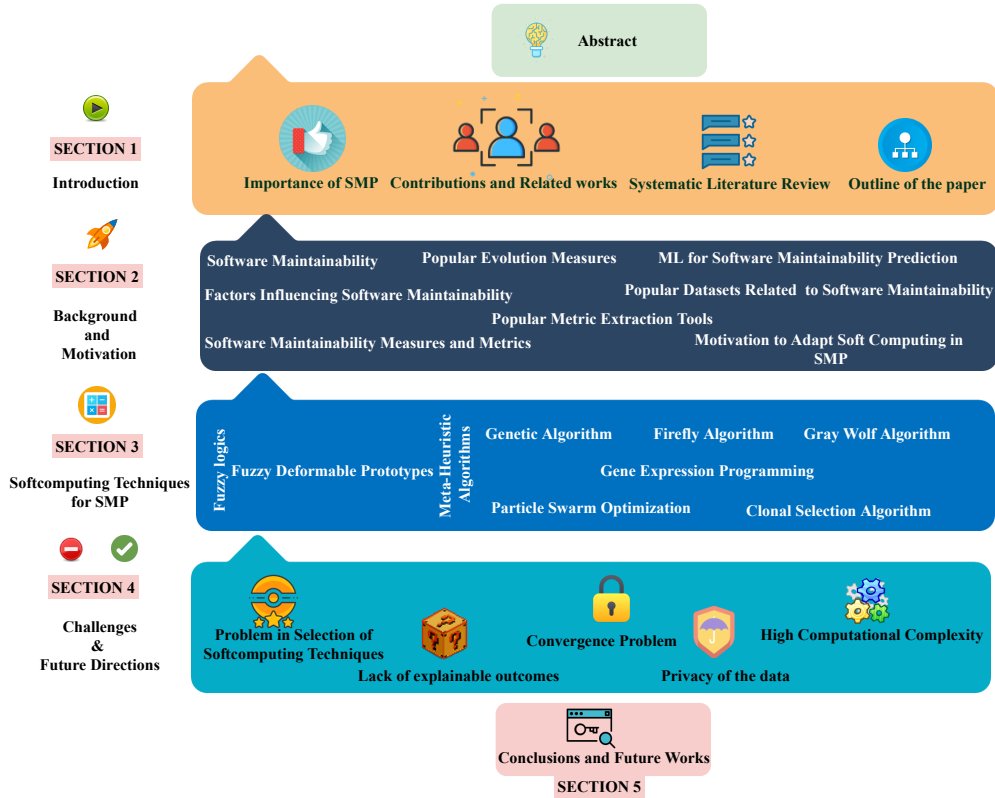 Abstract
SECTION 1
Introduction
Importance of SMP
Contributions and Related works
Systematic Literature Review
Outline of the paper
SECTION 2
Background
and
Motivation
Software Maintainability
Popular Evolution Measures
ML for Software Maintainability Prediction
Factors Influencing Software Maintainability
Popular Datasets Related to Software Maintainability
Popular Metric Extraction Tools
Software Maintainability Measures and Metrics
Motivation to Adapt Soft Computing in
SMP
SECTION 3
Softcomputing Techniques
for SMP
Fuzzy logics
Fuzzy Deformable Prototypes
Meta-Heuristic
Algorithms
Genetic Algorithm
Firefly Algorithm
Gray Wolf Algorithm
Gene Expression Programming
Particle Swarm Optimization
Clonal Selection Algorithm
SECTION 4
Challenges
&
Future Directions
Problem in Selection of
Softcomputing Techniques
Lack of explainable outcomes
Convergence Problem
Privacy of the data
High Computational Complexity
Conclusions and Future Works
SECTION 5